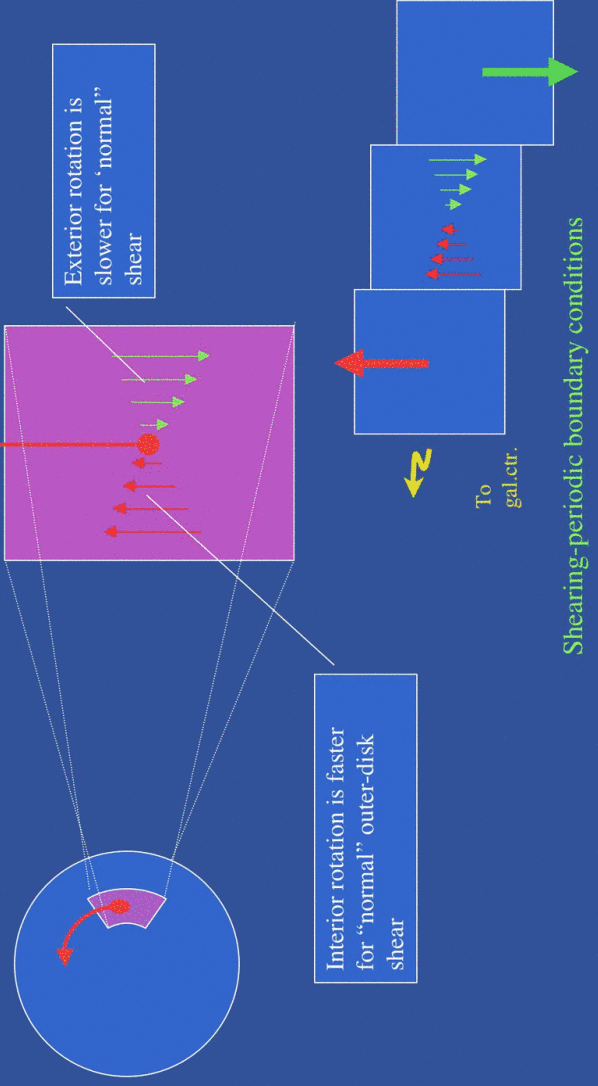 Exterior rotation is
slower for ‘normal”
shear
Interior rotation is faster
for “normal” outer-disk
shear
To
gal.ctr.
Shearing-periodic boundary conditions